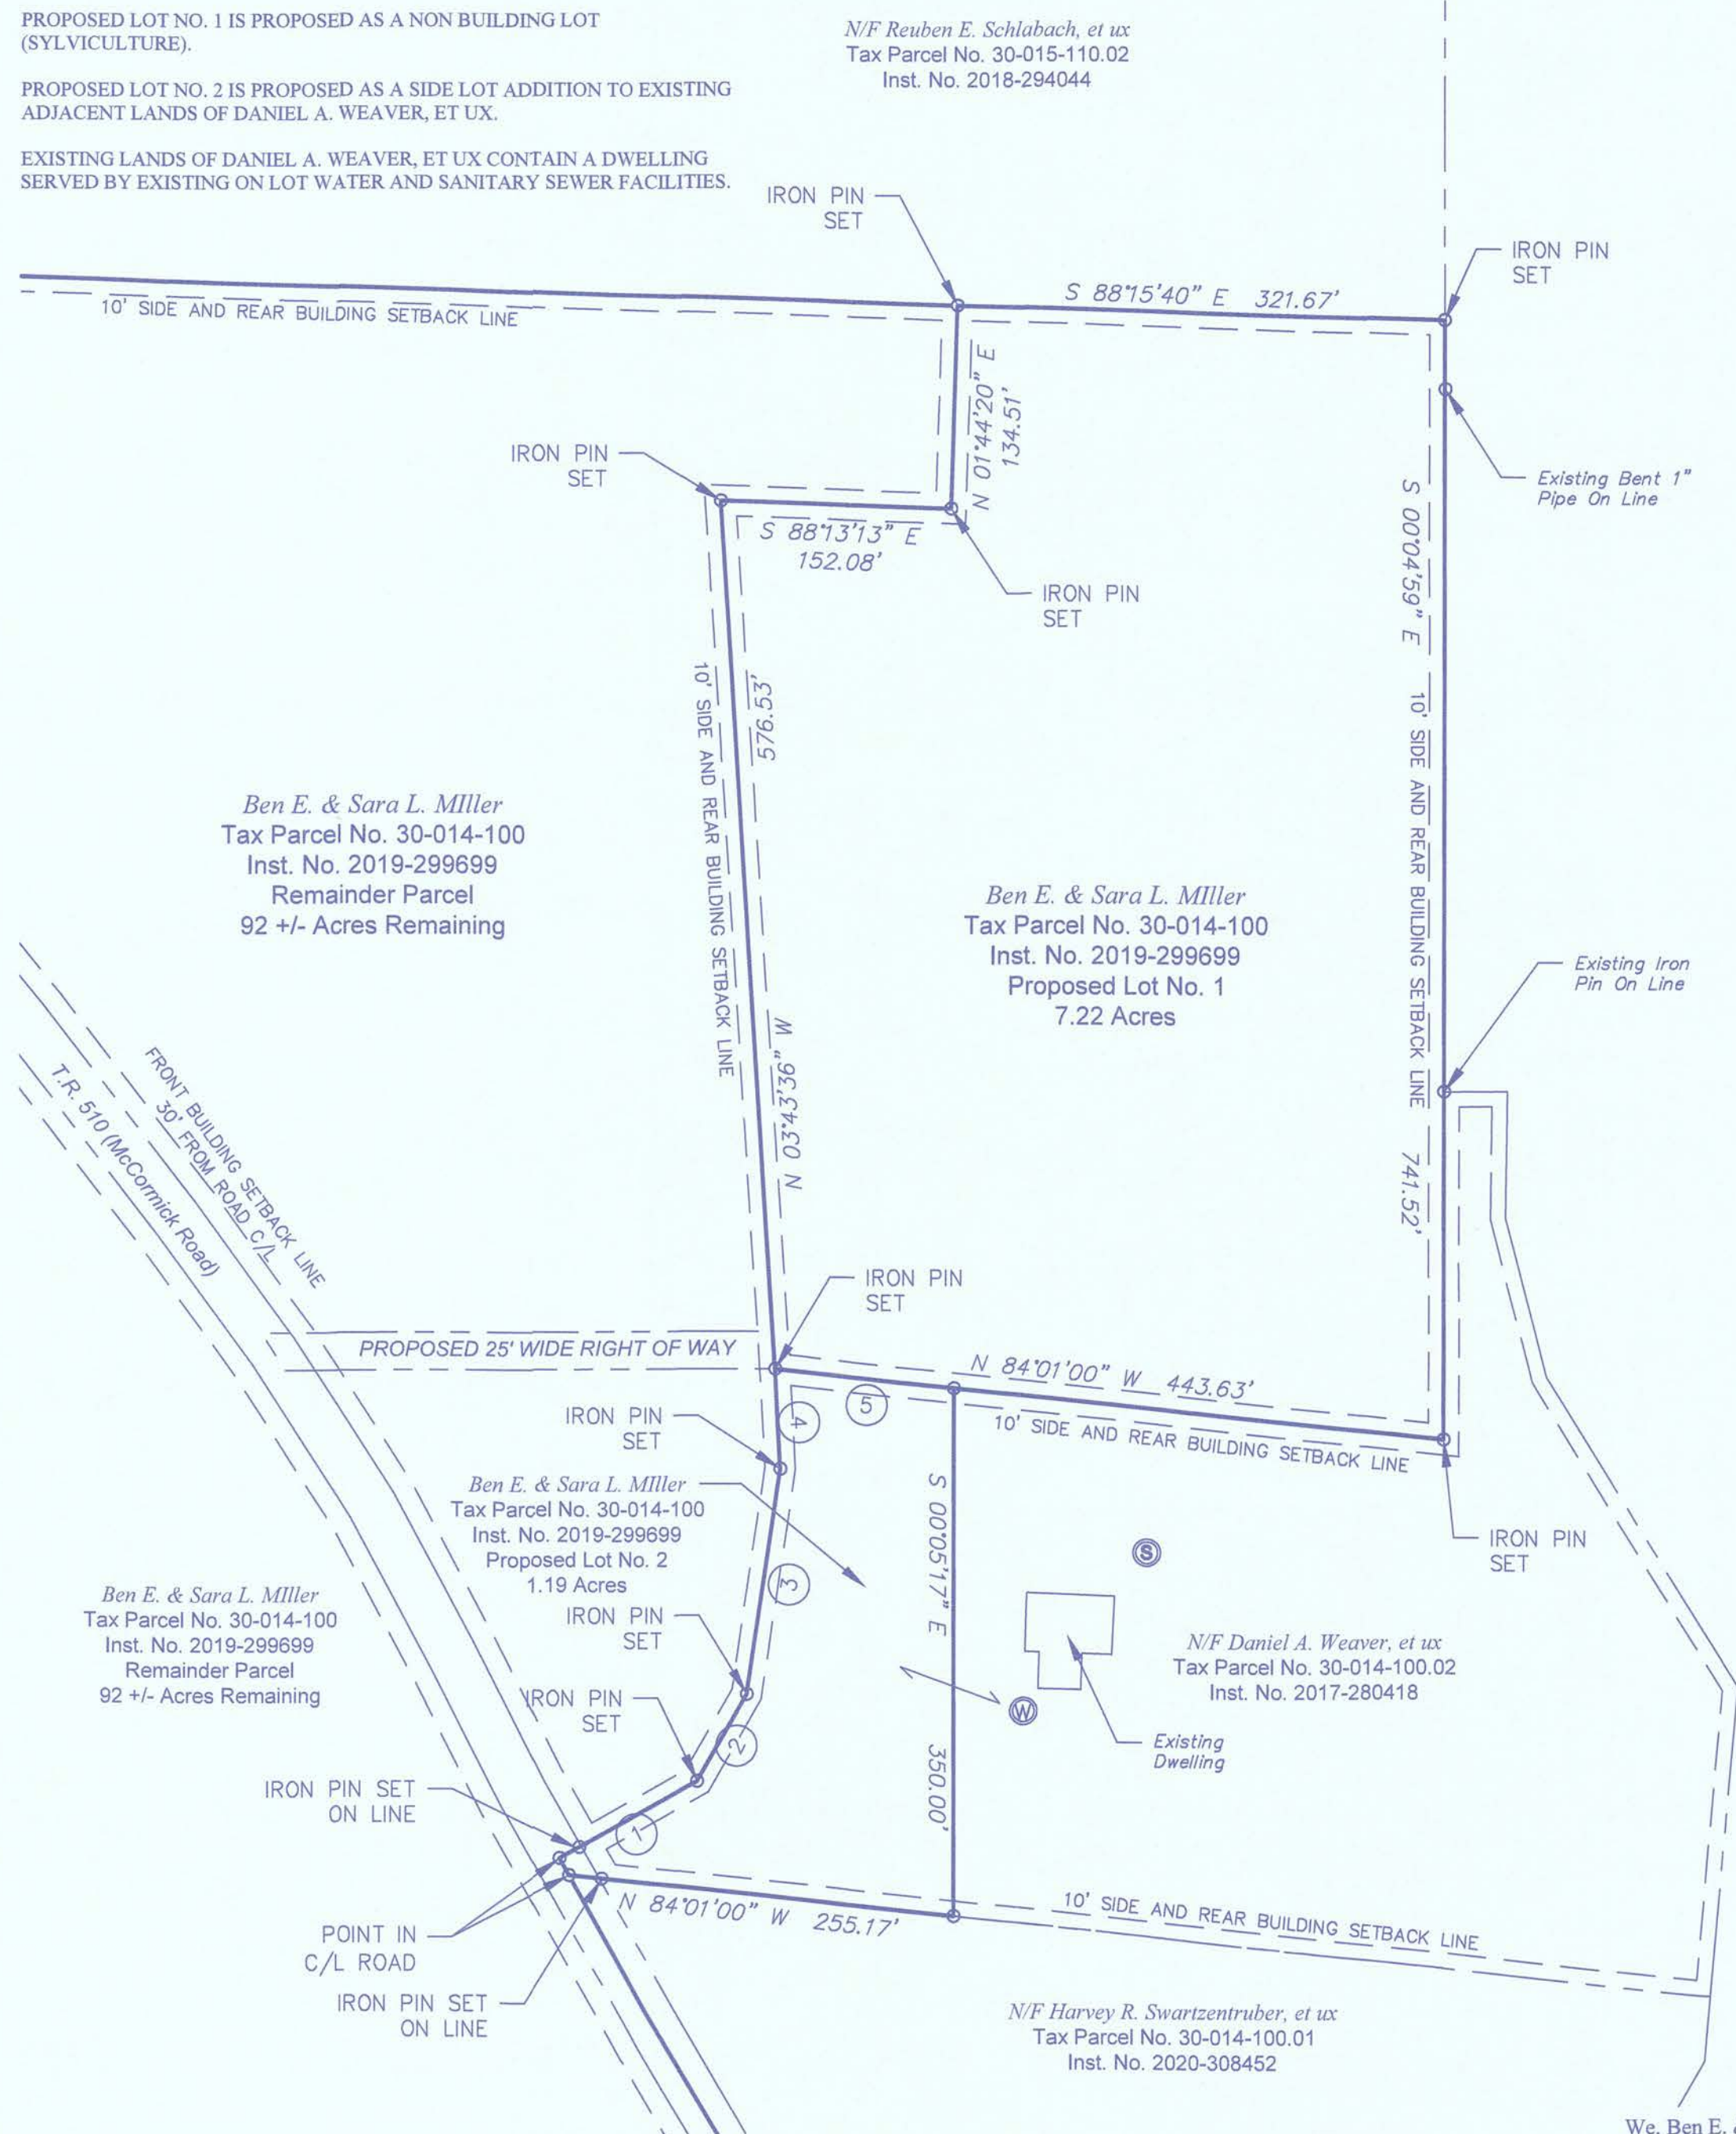 PROPOSED LOT NO. 1 IS PROPOSED AS A NON BUILDING LOT
(SYLVICULTURE).
PROPOSED LOT NO. 2 IS PROPOSED AS A SIDE LOT ADDITION TO EXISTING
ADJACENT LANDS OF DANIEL A. WEAVER, ET UX.
EXISTING LANDS OF DANIEL A. WEAVER, ET UX CONTAIN A DWELLING
SERVED BY EXISTING ON LOT WATER AND SANITARY SEWER FACILITIES.
N/F Reuben E. Schlabach, et ux
Tax Parcel No. 30-015-110.02
Inst. No. 2018-294044
IRON PIN
SET
IRON PIN
SET
S 88°15'40" E 321.67'
10' SIDE AND REAR BUILDING SETBACK LINE
N 01°44'20" E
134.51'
IRON PIN
SET
Existing Bent 1"
Pipe On Line
S 88°13'13" E
152.08'
IRON PIN
SET
S 00°04'59" E
10' SIDE AND REAR BUILDING SETBACK LINE
741.52'
576.53'
10' SIDE AND REAR BUILDING SETBACK LINE
N 03°43'36" W
Ben E. & Sara L. MIller
Tax Parcel No. 30-014-100
Inst. No. 2019-299699
Remainder Parcel
92 +/- Acres Remaining
Ben E. & Sara L. MIller
Tax Parcel No. 30-014-100
Inst. No. 2019-299699
Proposed Lot No. 1
7.22 Acres
Existing Iron
Pin On Line
FRONT BUILDING SETBACK LINE
30' FROM ROAD C/L
T.R. 510 (McCormick Road)
IRON PIN
SET
PROPOSED 25' WIDE RIGHT OF WAY
N 84°01'00" W 443.63'
5
4
10' SIDE AND REAR BUILDING SETBACK LINE
IRON PIN
SET
Ben E. & Sara L. MIller
Tax Parcel No. 30-014-100
Inst. No. 2019-299699
Proposed Lot No. 2
1.19 Acres
S 00°05'17" E
350.00'
S
IRON PIN
SET
3
IRON PIN
SET
Ben E. & Sara L. MIller
Tax Parcel No. 30-014-100
Inst. No. 2019-299699
Remainder Parcel
92 +/- Acres Remaining
N/F Daniel A. Weaver, et ux
Tax Parcel No. 30-014-100.02
Inst. No. 2017-280418
IRON PIN
SET
W
2
Existing
Dwelling
IRON PIN SET
ON LINE
1
N 84°01'00" W 255.17'
10' SIDE AND REAR BUILDING SETBACK LINE
POINT IN
C/L ROAD
IRON PIN SET
ON LINE
N/F Harvey R. Swartzentruber, et ux
Tax Parcel No. 30-014-100.01
Inst. No. 2020-308452
We, Ben E.